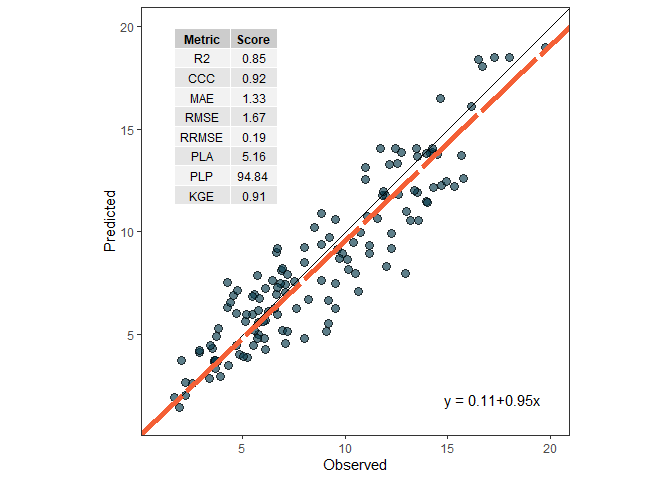 20
15
10
5
Predicted
Metric Score
R2 0.85
CCC 0.92
MAE 1.33
RMSE 1.67
RRMSE 0.19
PLA 5.16
PLP 94.84
KGE 0.91
y = 0.11+0.95x
5 10 15 20
Observed